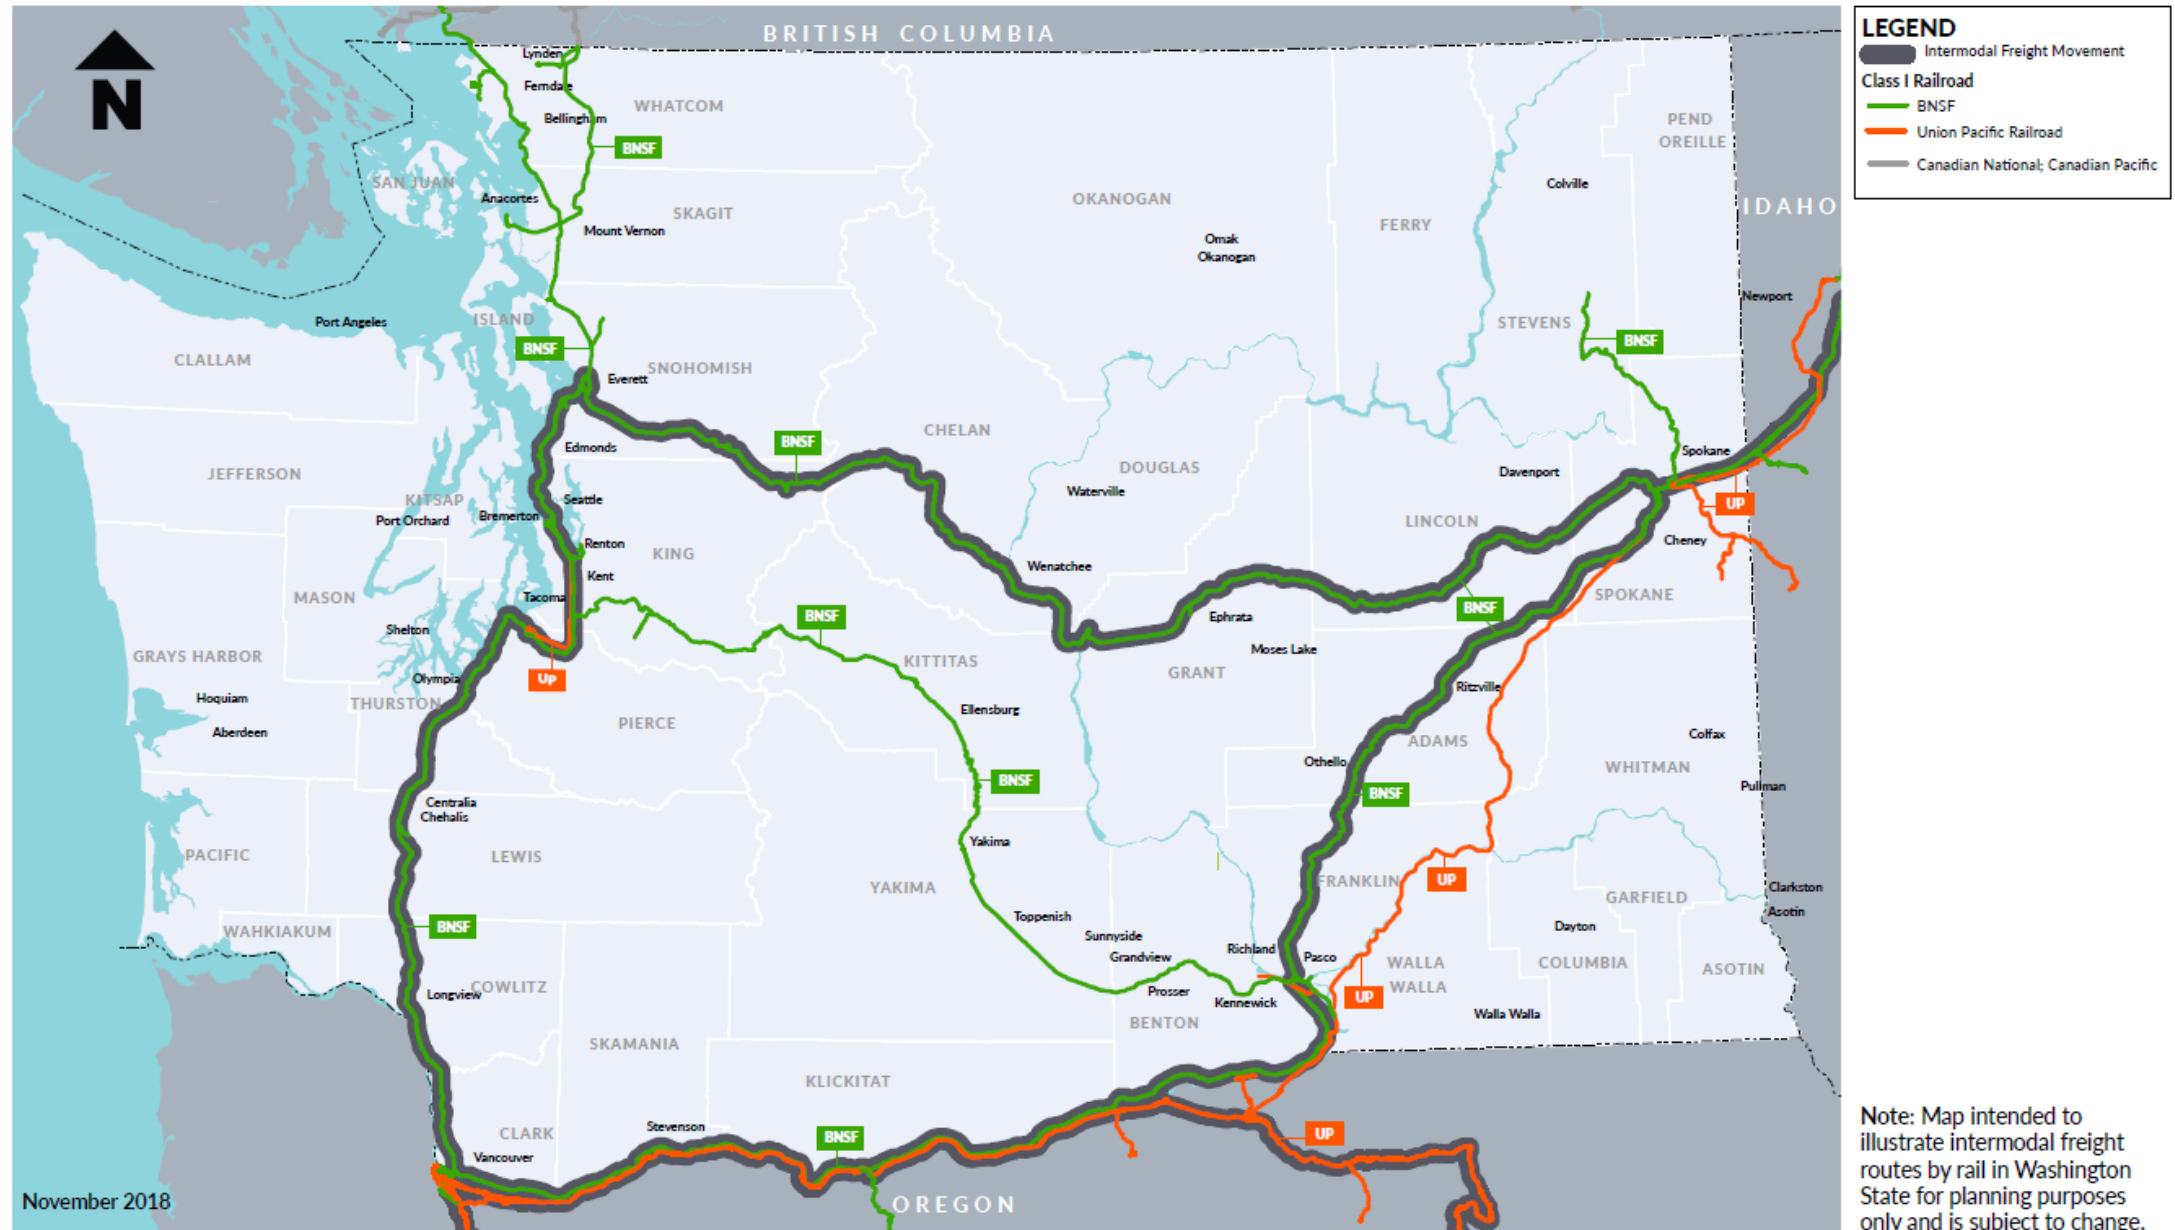 BRITISH COLUMBIA
N
Lynden
Ferndale
Bellingham
WHATCOM
BNSF
SAN JUAN
Anacortes
SKAGIT
Mount Vernon
OKANOGAN
Omak
Okanogan
FERRY
Colville
PEND
OREILLE
IDAHO
Newport
Port Angeles
ISLAND
BNSF
CLALLAM
SNOHOMISH
Everett
STEVENS
BNSF
Edmonds
BNSF
CHELAN
JEFFERSON
KITSAP
Port Orchard
Bremerton
Seattle
DOUGLAS
Waterville
Davenport
Spokane
LINCOLN
UP
Cheney
Renton
KING
Kent
Wenatchee
MASON
Tacoma
BNSF
Ephrata
BNSF
SPOKANE
Shelton
GRAYS HARBOR
Moses Lake
KITTITAS
GRANT
Olympia
UP
Ritzville
Hoquiam
THURSTON
Aberdeen
PIERCE
Ellensburg
ADAMS
Colfax
Othello
WHITMAN
BNSF
BNSF
Pullman
Centralia
Chehalis
PACIFIC
LEWIS
Yakima
YAKIMA
FRANKLIN
UP
GARFIELD
Clarkston
Asotin
WAHKIAKUM
BNSF
Toppenish
Sunnyside
Grandview
Richland
Pasco
Dayton
WALLA
WALLA
COLUMBIA
ASOTIN
COWLITZ
Longview
Prosser
Kennewick
UP
BENTON
Walla Walla
SKAMANIA
KLICKITAT
CLARK
Stevenson
BNSF
UP
Vancouver
OREGON
November 2018
LEGEND
Intermodal Freight Movement
Class I Railroad
BNSF
Union Pacific Railroad
Canadian National; Canadian Pacific
Note: Map intended to
illustrate intermodal freight
routes by rail in Washington
State for planning purposes
only and is subject to change.